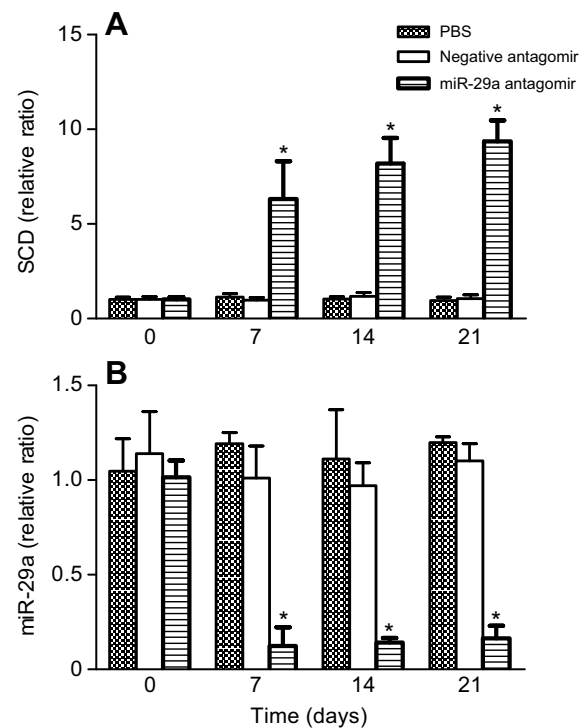 A
15
10
5
0
SCD (relative ratio)
PBS
Negative antagomir
miR-29a antagomir
*
*
*
0 7 14 21
B
1.5
1.0
0.5
0
miR-29a (relative ratio)
*
*
*
0 7 14 21
Time (days)